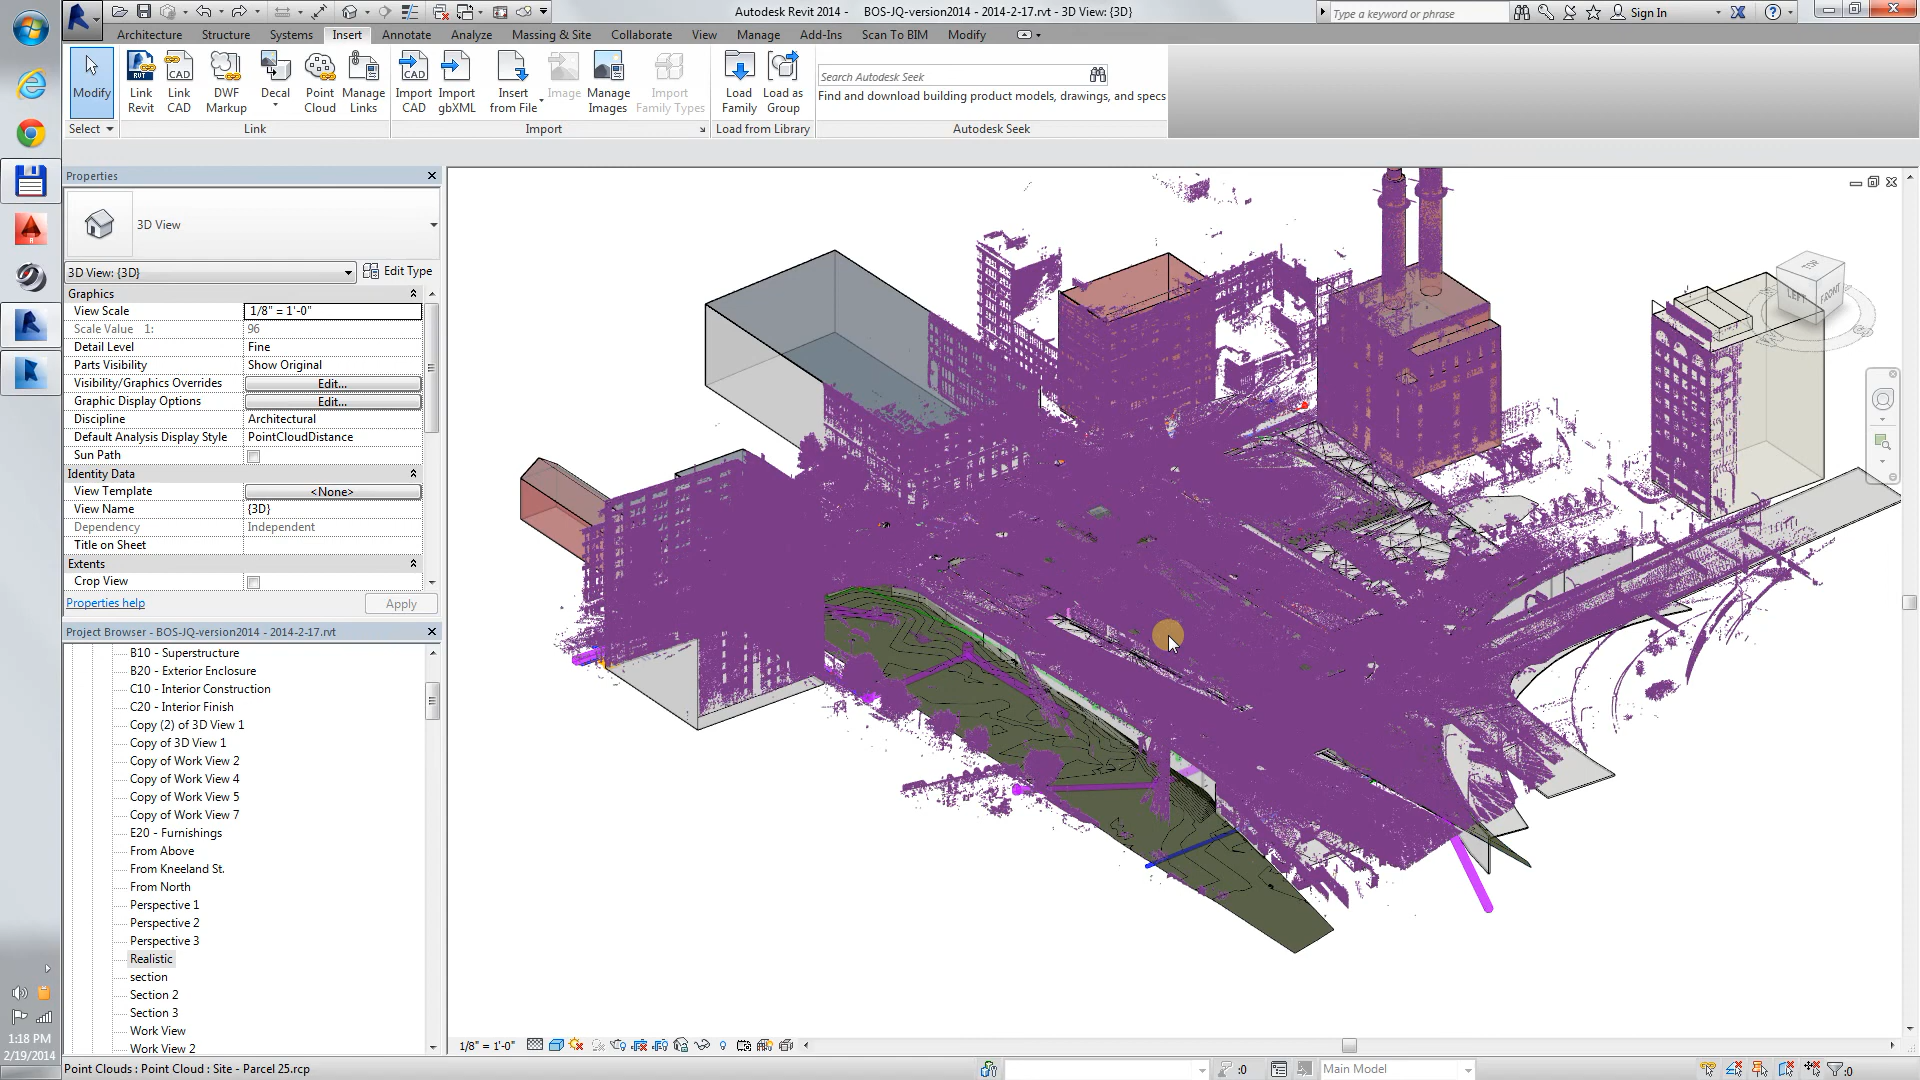 Autodesk Revit 2014 - BOS-JQ-version2014 - 2014-2-17.rvt - 3D View: {3D}
Type a keyword or phrase
Sign In
Architecture Structure Systems Insert Annotate Analyze Massing & Site Collaborate View Manage Add-Ins Scan To BIM Modify
Modify
Link Revit
Link CAD
DWF Markup
Decal
Point Cloud
Manage Links
Import CAD
Import gbXML
Insert from File
Image
Manage Images
Import Family Types
Load Family
Load as Group
Search Autodesk Seek
Find and download building product models, drawings, and specs
Select
Link
Import
Load from Library
Autodesk Seek
Properties
3D View
3D View: {3D}
Edit Type
Graphics
View Scale 1/8" = 1'-0"
Scale Value 1: 96
Detail Level Fine
Parts Visibility Show Original
Visibility/Graphics Overrides Edit...
Graphic Display Options Edit...
Discipline Architectural
Default Analysis Display Style PointCloudDistance
Sun Path
Identity Data
View Template <None>
View Name {3D}
Dependency Independent
Title on Sheet
Extents
Crop View
Properties help
Apply
Project Browser - BOS-JQ-version2014 - 2014-2-17.rvt
B10 - Superstructure
B20 - Exterior Enclosure
C10 - Interior Construction
C20 - Interior Finish
Copy (2) of 3D View 1
Copy of 3D View 1
Copy of Work View 2
Copy of Work View 4
Copy of Work View 5
Copy of Work View 7
E20 - Furnishings
From Above
From Kneeland St.
From North
Perspective 1
Perspective 2
Perspective 3
Realistic
section
Section 2
Section 3
Work View
Work View 2
TOP
LEFT
FRONT
1:18 PM
2/19/2014
1/8" = 1'-0"
Point Clouds : Point Cloud : Site - Parcel 25.rcp
:0
Main Model
:0